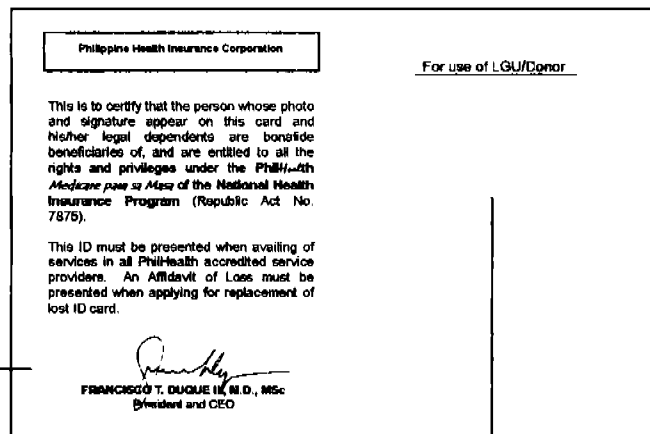 Philippine Health Insurance Corporation
For use of LGU/Donor
This is to certify that the person whose photo
and signature appear on this card and
his/her legal dependents are bonafide
beneficiaries of, and are entitled to all the
rights and privileges under the PhilHealth
Medicare para sa Masa of the National Health
Insurance Program (Republic Act No.
7875).
This ID must be presented when availing of
services in all PhilHealth accredited service
providers. An Affidavit of Loss must be
presented when applying for replacement of
lost ID card.
FRANCISCO T. DUQUE III, M.D., MSc
President and CEO